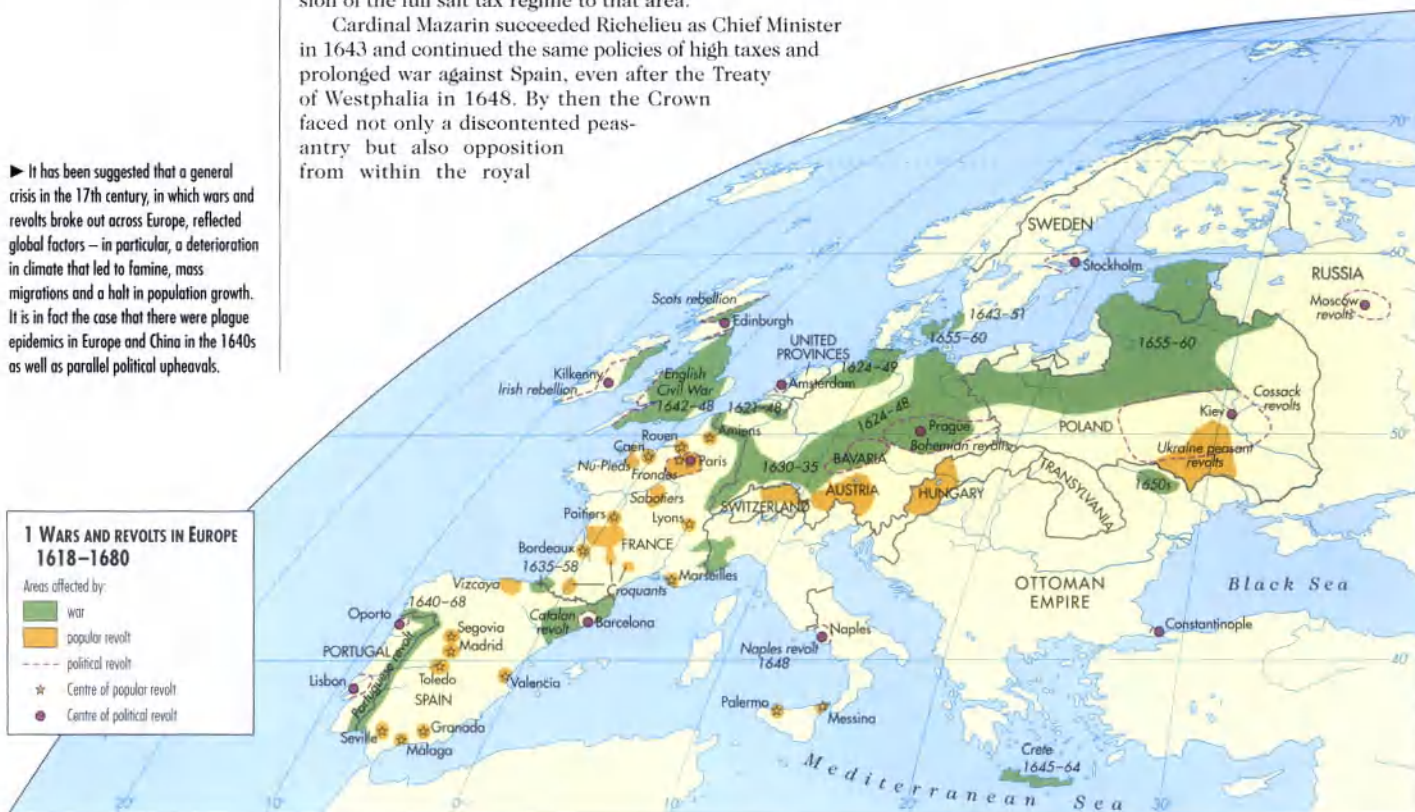 sion of the full salt tax regime to that area.
Cardinal Mazarin succeeded Richelieu as Chief Minister
in 1643 and continued the same policies of high taxes and
prolonged war against Spain, even after the Treaty
of Westphalia in 1648. By then the Crown
faced not only a discontented peas-
antry but also opposition
from within the royal
► It has been suggested that a general
crisis in the 17th century, in which wars and
revolts broke out across Europe, reflected
global factors – in particular, a deterioration
in climate that led to famine, mass
migrations and a halt in population growth.
It is in fact the case that there were plague
epidemics in Europe and China in the 1640s
as well as parallel political upheavals.
1 WARS AND REVOLTS IN EUROPE
1618–1680
Areas affected by:
war
popular revolt
political revolt
Centre of popular revolt
Centre of political revolt
70°
SWEDEN
60°
Stockholm
RUSSIA
Moscow
revolts
Scots rebellion
Edinburgh
1643–51
1655–60
1655–60
UNITED
PROVINCES
1624–49
Kilkenny
Irish rebellion
English
Civil War
1642–48
Amsterdam
1621–48
1624–48
Cossack
revolts
Kiev
50°
Prague
Bohemian revolts
POLAND
Ukraine peasant
revolts
Rouen
Amiens
Caen
Paris
Nu-Pieds
Frondes
1630–35
BAVARIA
Sabotiers
SWITZERLAND
AUSTRIA
HUNGARY
TRANSYLVANIA
1650s
Poitiers
Lyons
FRANCE
Bordeaux
1635–58
Croquants
Marseilles
Vizcaya
OTTOMAN
EMPIRE
Black Sea
1640–68
Oporto
Catalan
revolt
Barcelona
Segovia
Madrid
Naples
Naples revolt
1648
Constantinople
40°
PORTUGAL
Portuguese revolt
Lisbon
Toledo
SPAIN
Valencia
Palermo
Messina
Seville
Granada
Málaga
Crete
1645–64
Mediterranean Sea
20°
10°
0°
10°
20°
30°